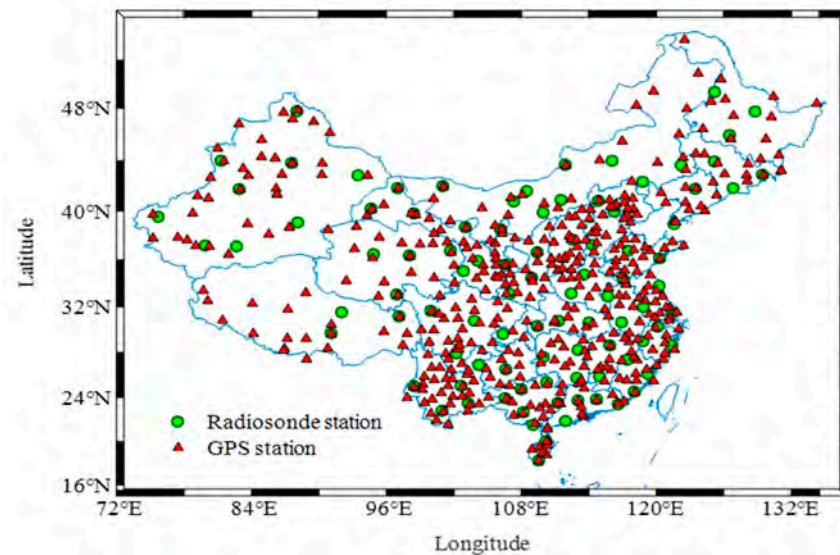 48°N
40°N
32°N
24°N
16°N
Latitude
Radiosonde station
GPS station
72°E 84°E 96°E 108°E 120°E 132°E
Longitude